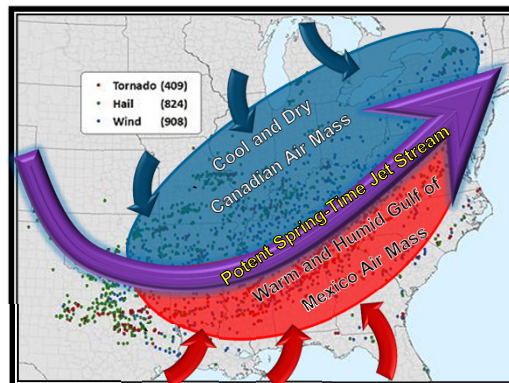 Tornado (409)
Hail (824)
Wind (908)
Cool and Dry
Canadian Air Mass
Potent Spring-Time Jet Stream
Warm and Humid Gulf of
Mexico Air Mass